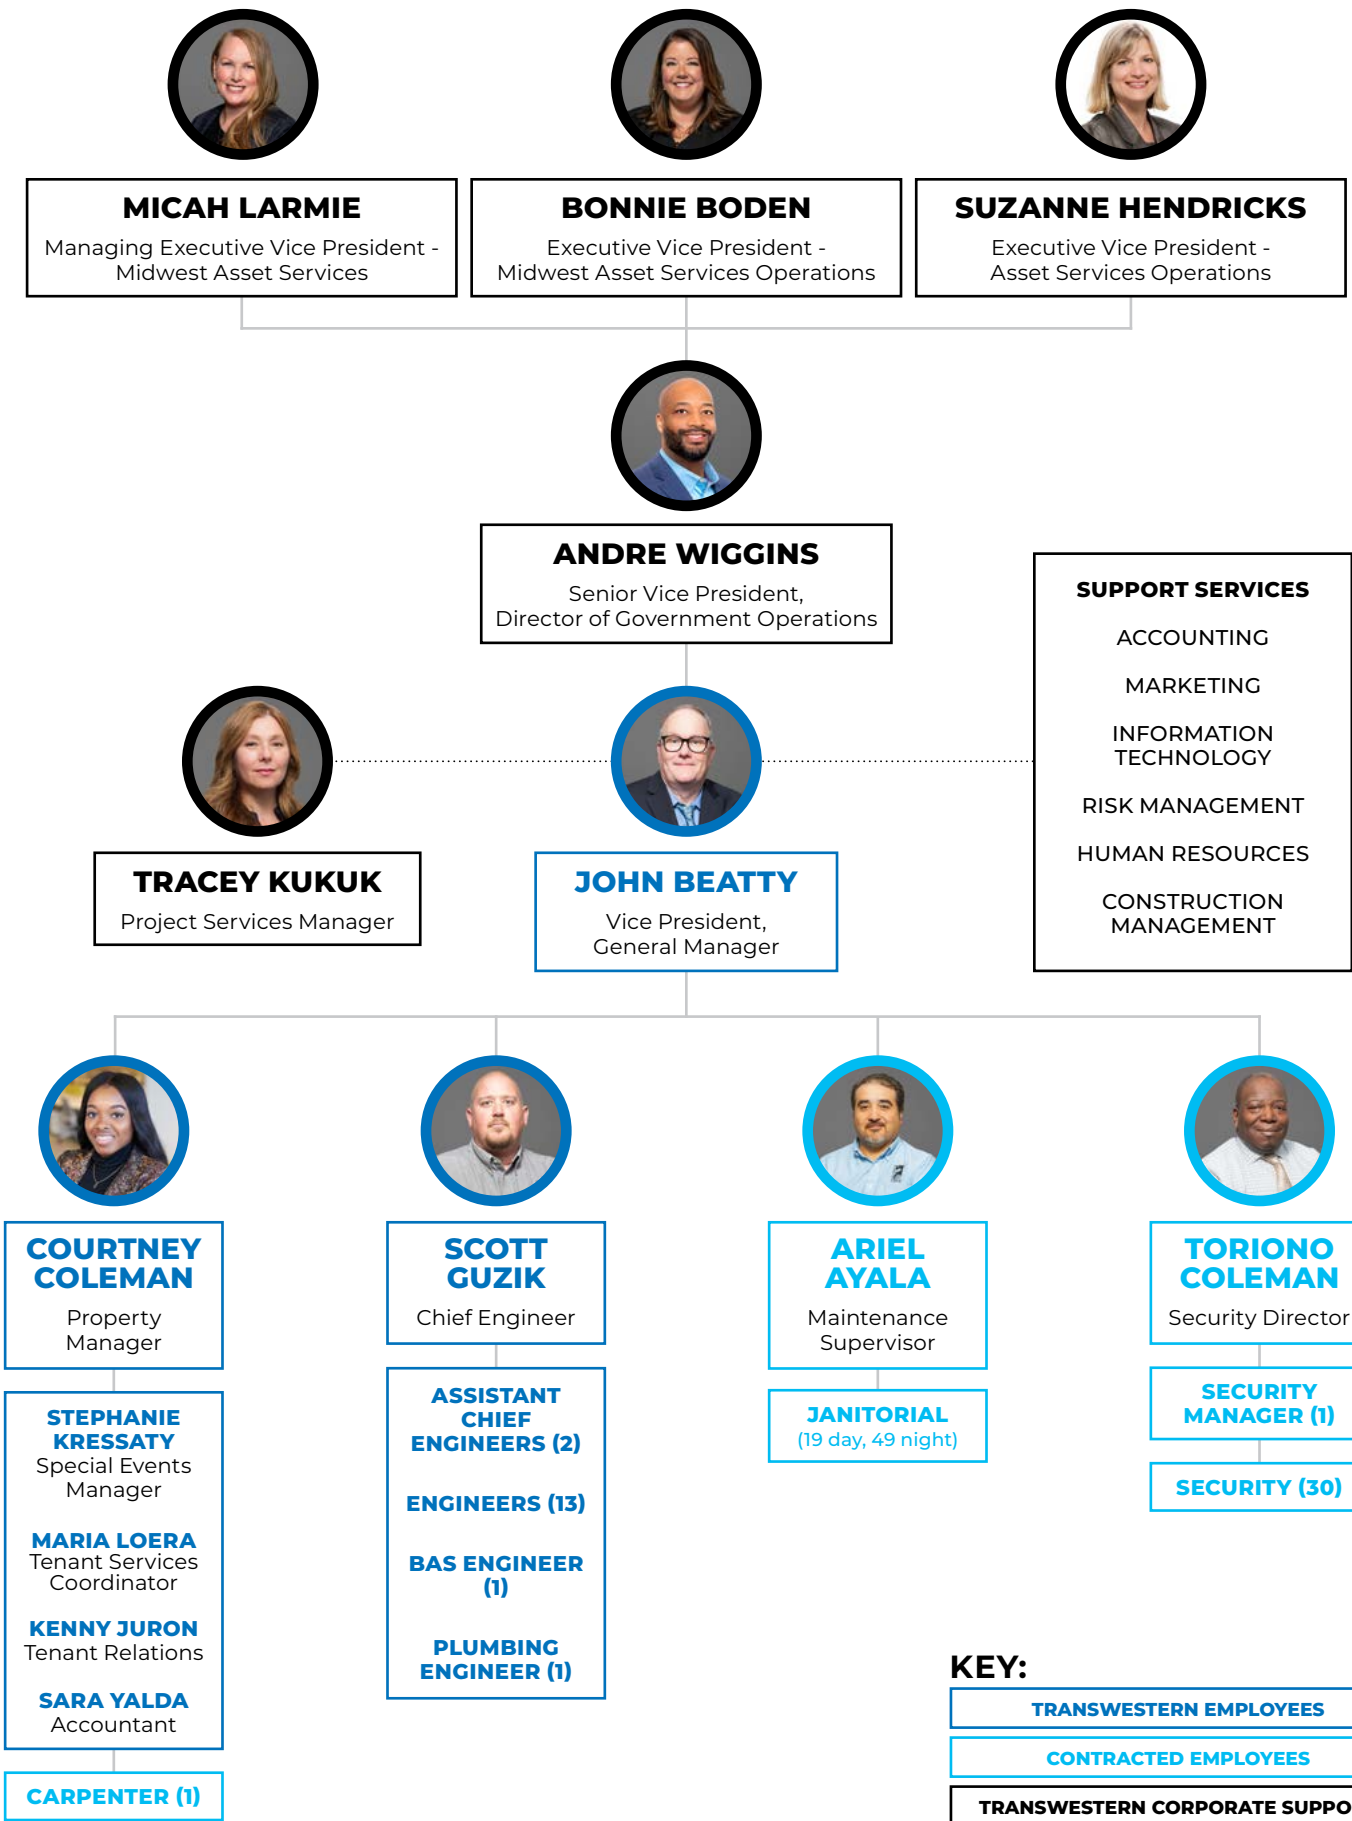 MICAH LARMIE
Managing Executive Vice President -
Midwest Asset Services
BONNIE BODEN
Executive Vice President -
Midwest Asset Services Operations
SUZANNE HENDRICKS
Executive Vice President -
Asset Services Operations
ANDRE WIGGINS
Senior Vice President,
Director of Government Operations
SUPPORT SERVICES
ACCOUNTING
MARKETING
INFORMATION
TECHNOLOGY
RISK MANAGEMENT
HUMAN RESOURCES
CONSTRUCTION
MANAGEMENT
TRACEY KUKUK
Project Services Manager
JOHN BEATTY
Vice President,
General Manager
COURTNEY
COLEMAN
Property
Manager
STEPHANIE
KRESSATY
Special Events
Manager
MARIA LOERA
Tenant Services
Coordinator
KENNY JURON
Tenant Relations
SARA YALDA
Accountant
CARPENTER (1)
SCOTT
GUZIK
Chief Engineer
ASSISTANT
CHIEF
ENGINEERS (2)
ENGINEERS (13)
BAS ENGINEER
(1)
PLUMBING
ENGINEER (1)
ARIEL
AYALA
Maintenance
Supervisor
JANITORIAL
(19 day, 49 night)
TORIONO
COLEMAN
Security Director
SECURITY
MANAGER (1)
SECURITY (30)
KEY:
TRANSWESTERN EMPLOYEES
CONTRACTED EMPLOYEES
TRANSWESTERN CORPORATE SUPPO